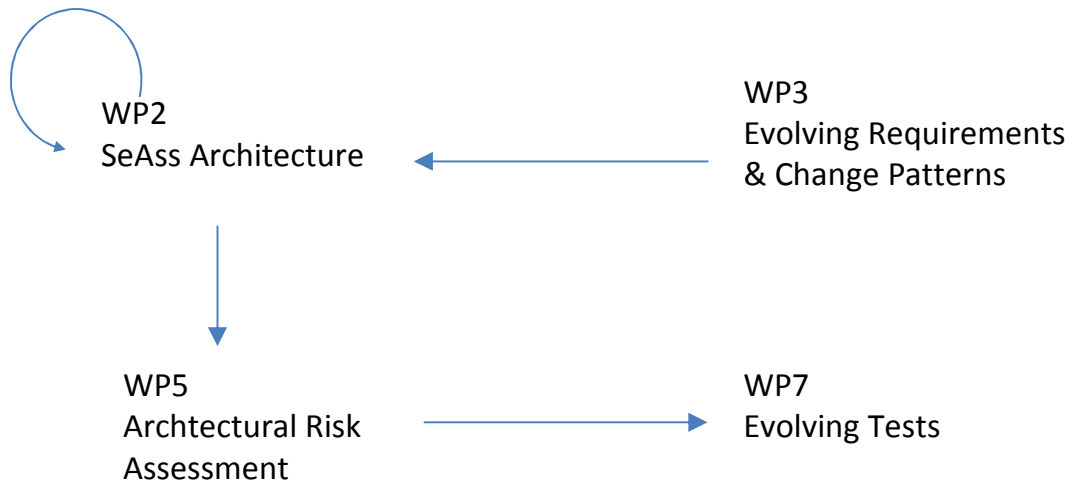 WP2
SeAss Architecture
WP3
Evolving Requirements
& Change Patterns
WP5
Archtectural Risk
Assessment
WP7
Evolving Tests